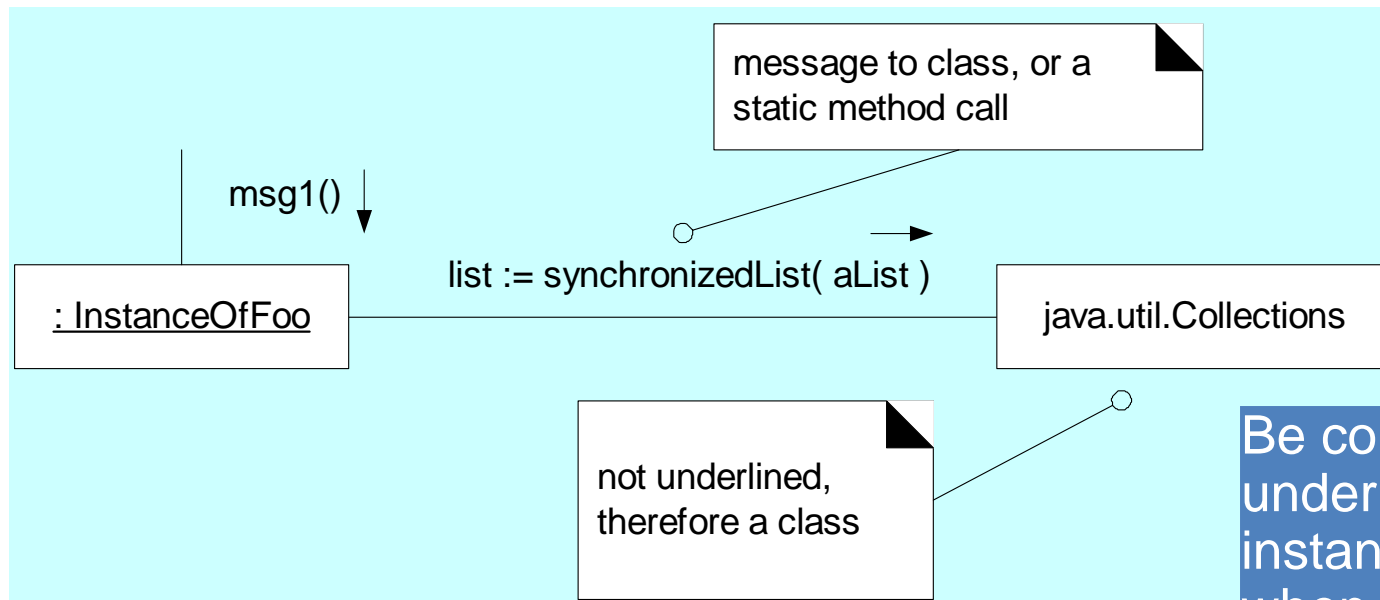 message to class, or a
static method call
msg1()
list := synchronizedList( aList )
: InstanceOfFoo
java.util.Collections
not underlined,
therefore a class
Be co
under
instan